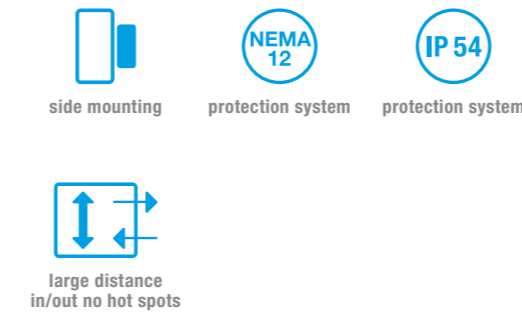 NEMA
12
IP 54
side mounting
protection system
protection system
large distance
in/out no hot spots